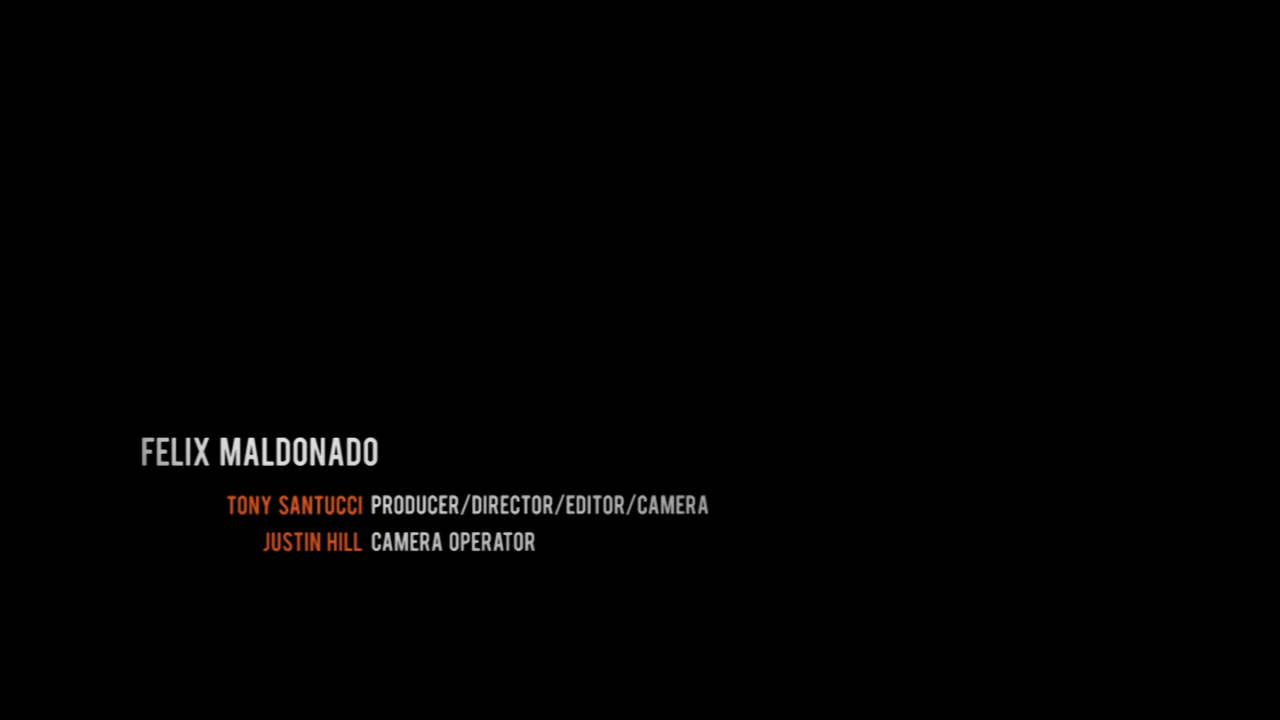 FELIX MALDONADO
TONY SANTUCCI PRODUCER/DIRECTOR/EDITOR/CAMERA
JUSTIN HILL CAMERA OPERATOR